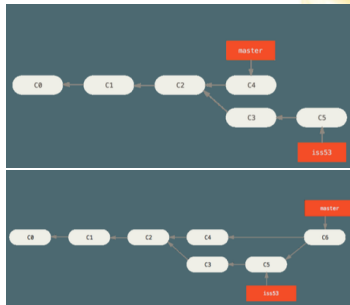 master
C0 C1 C2 C4
C3 C5
iss53
master
C0 C1 C2 C4 C6
C3 C5
iss53